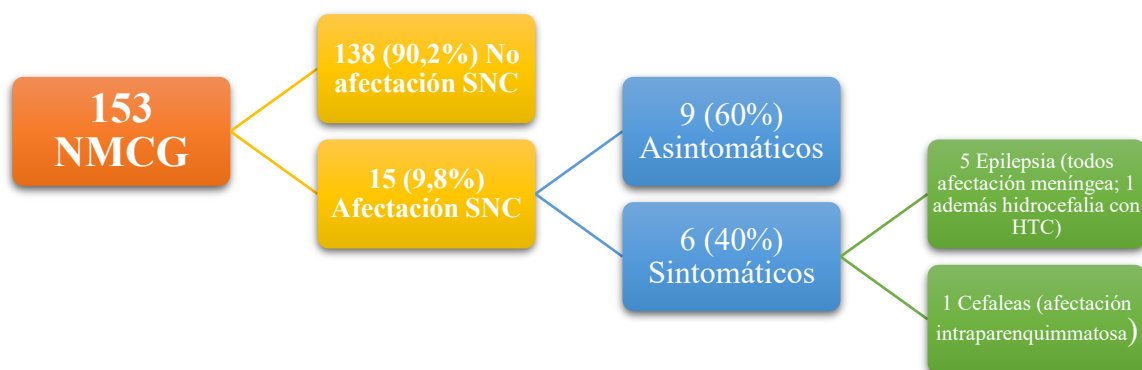 153
NMCG
138 (90,2%) No
afectación SNC
15 (9,8%)
Afectación SNC
9 (60%)
Asintomáticos
6 (40%)
Sintomáticos
5 Epilepsia (todos
afectación meníngea; 1
además hidrocefalia con
HTC)
1 Cefaleas (afectación
intraparenquimmatosa)